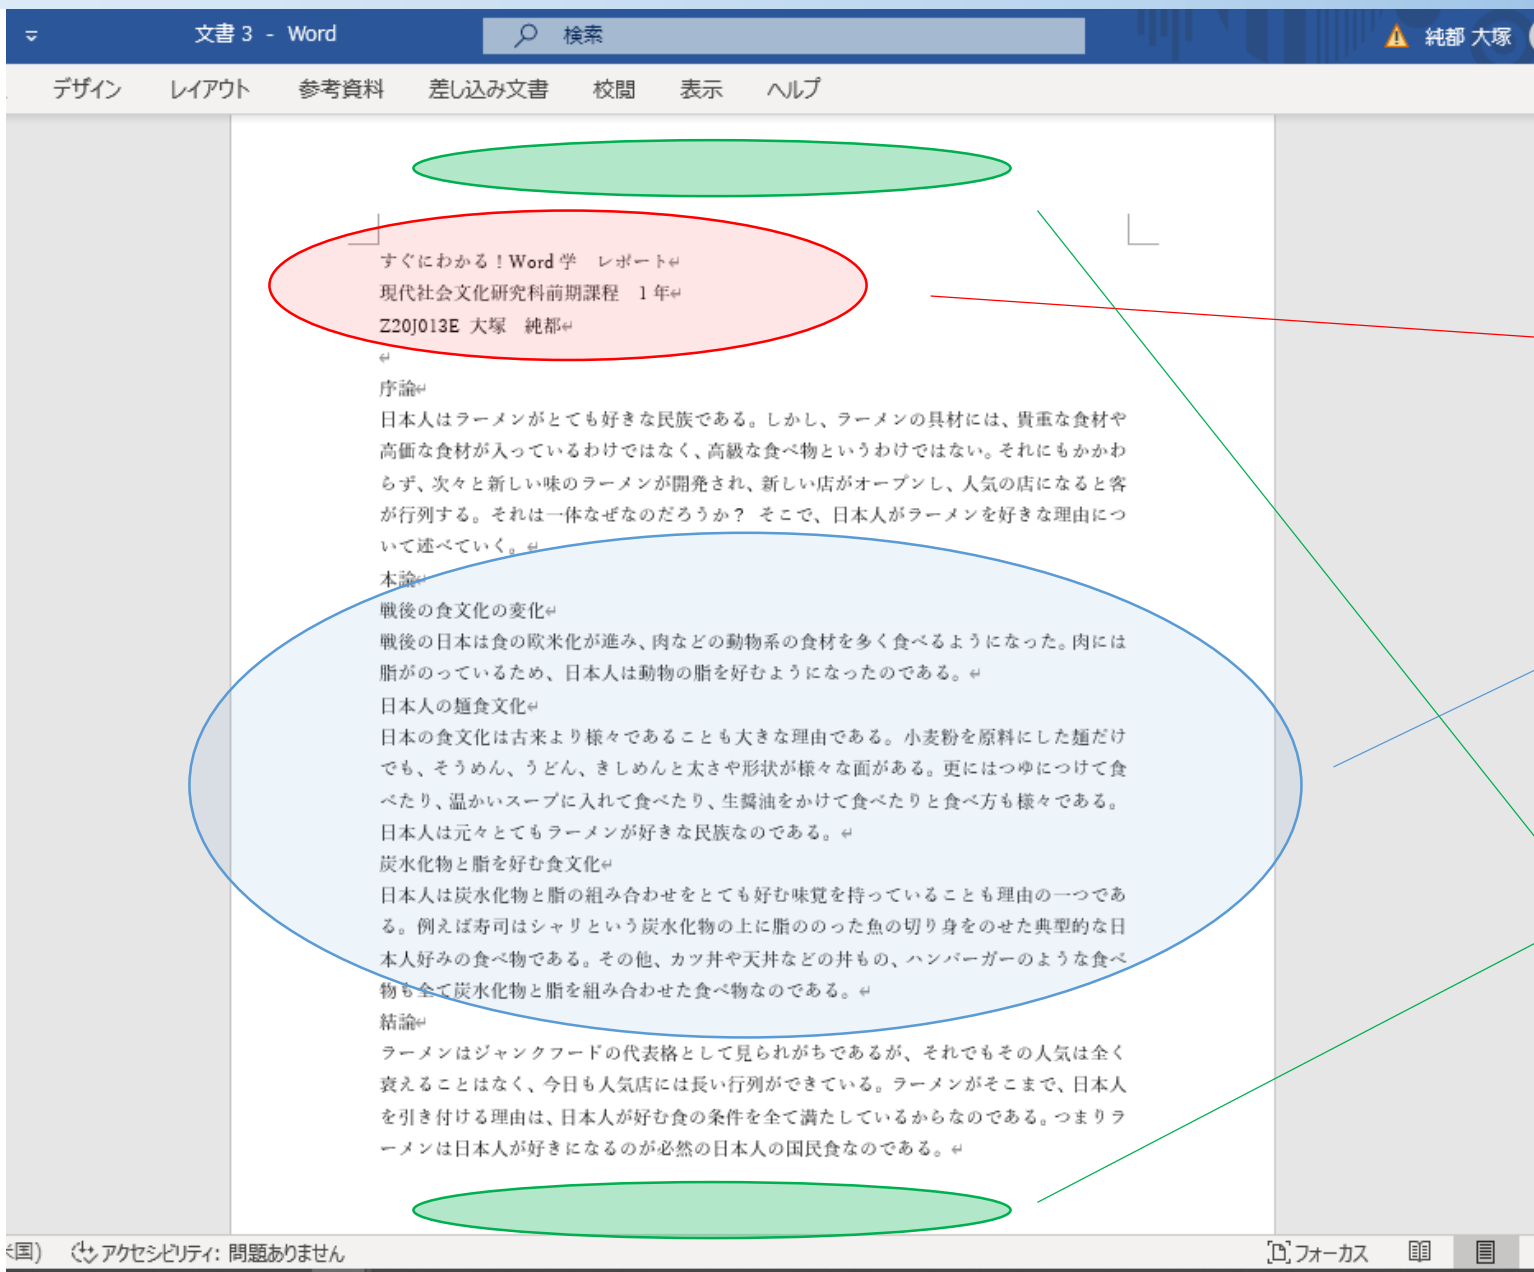 文書 3 - Word
検索
純都 大塚
デザイン レイアウト 参考資料 差し込み文書 校閲 表示 ヘルプ
すぐにわかる！Word 学　レポート↵
現代社会文化研究科前期課程　1 年↵
Z20J013E 大塚　純都↵
↵
序論↵
日本人はラーメンがとても好きな民族である。しかし、ラーメンの具材には、貴重な食材や
高価な食材が入っているわけではなく、高級な食べ物というわけではない。それにもかかわ
らず、次々と新しい味のラーメンが開発され、新しい店がオープンし、人気の店になると客
が行列する。それは一体なぜなのだろうか？ そこで、日本人がラーメンを好きな理由につ
いて述べていく。↵
本論↵
戦後の食文化の変化↵
戦後の日本は食の欧米化が進み、肉などの動物系の食材を多く食べるようになった。肉には
脂がのっているため、日本人は動物の脂を好むようになったのである。↵
日本人の麺食文化↵
日本の食文化は古来より様々であることも大きな理由である。小麦粉を原料にした麺だけ
でも、そうめん、うどん、きしめんと太さや形状が様々な面がある。更にはつゆにつけて食
べたり、温かいスープに入れて食べたり、生醤油をかけて食べたりと食べ方も様々である。
日本人は元々とてもラーメンが好きな民族なのである。↵
炭水化物と脂を好む食文化↵
日本人は炭水化物と脂の組み合わせをとても好む味覚を持っていることも理由の一つであ
る。例えば寿司はシャリという炭水化物の上に脂ののった魚の切り身をのせた典型的な日
本人好みの食べ物である。その他、カツ丼や天丼などの丼もの、ハンバーガーのような食べ
物も全て炭水化物と脂を組み合わせた食べ物なのである。↵
結論↵
ラーメンはジャンクフードの代表格として見られがちであるが、それでもその人気は全く
衰えることはなく、今日も人気店には長い行列ができている。ラーメンがそこまで、日本人
を引き付ける理由は、日本人が好む食の条件を全て満たしているからなのである。つまりラ
ーメンは日本人が好きになるのが必然の日本人の国民食なのである。↵
国) アクセシビリティ: 問題ありません
フォーカス